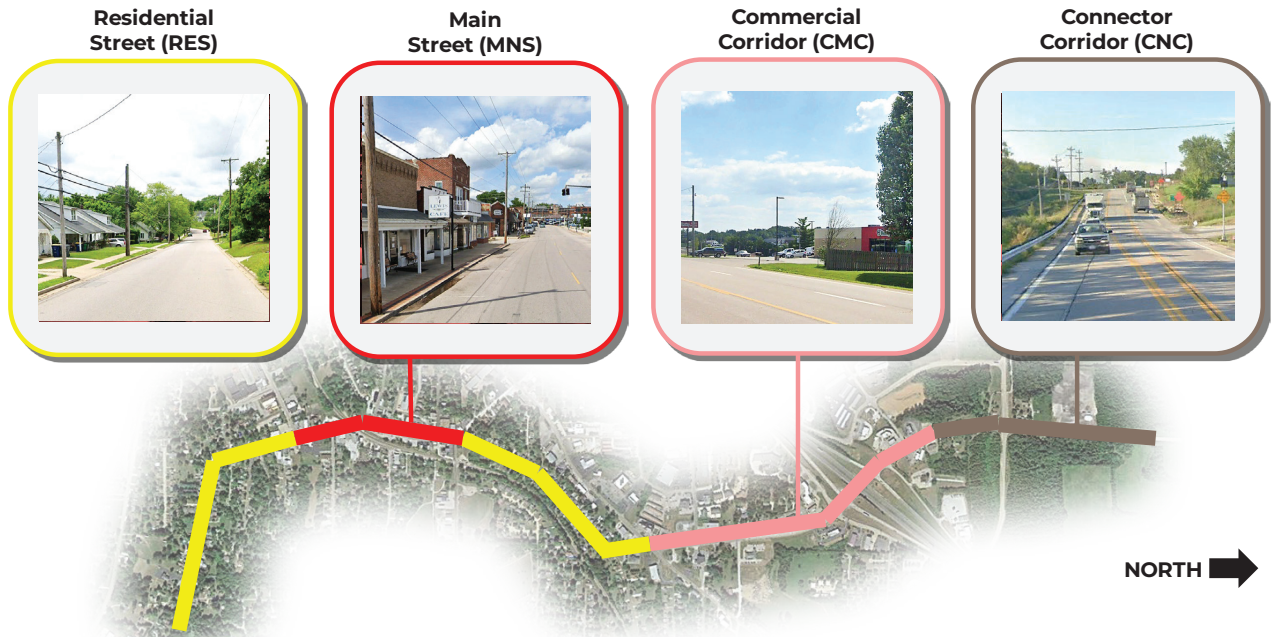 Residential
Street (RES)
Main
Street (MNS)
Commercial
Corridor (CMC)
Connector
Corridor (CNC)
NORTH